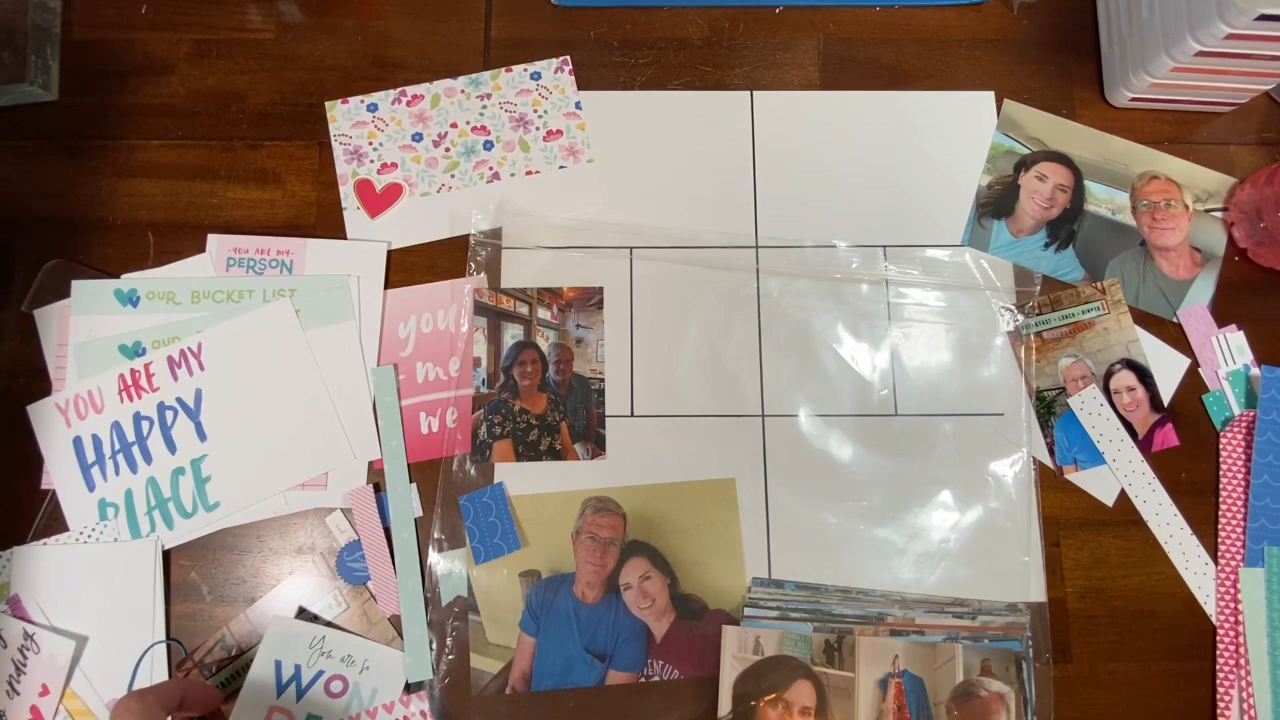 -YOU ARE MY-
PERSON
OUR BUCKET LIST
OUR
YOU ARE MY
HAPPY
PLACE
you
me
we
BREAKFAST • LUNCH • DINNER
ending
You are so
WON